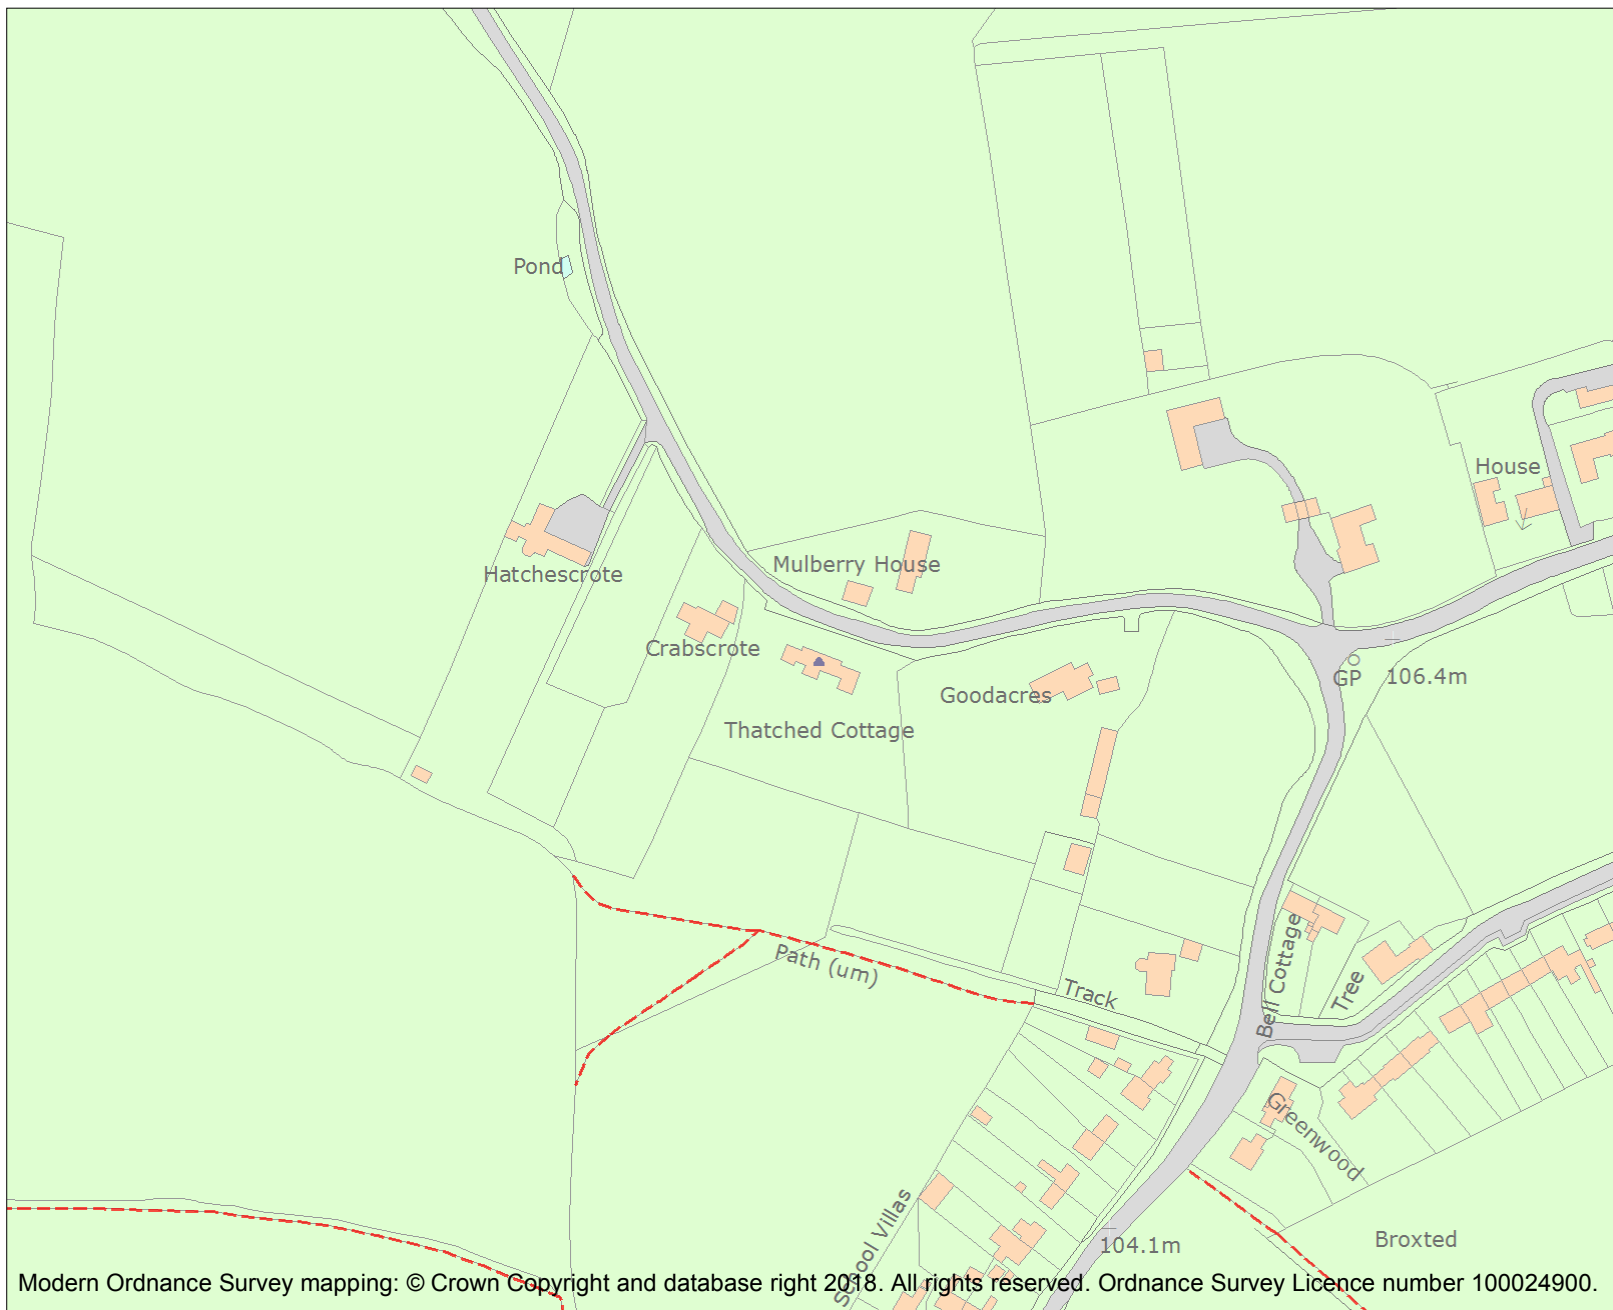 Pond
House
Mulberry House
Hatchescrote
Crabscrote
GP
106.4m
Goodacres
Thatched Cottage
Path (um)
Track
Bell Cottage
Tree
Greenwood
School Villas
Broxted
104.1m
Modern Ordnance Survey mapping: © Crown Copyright and database right 2018. All rights reserved. Ordnance Survey Licence number 100024900.